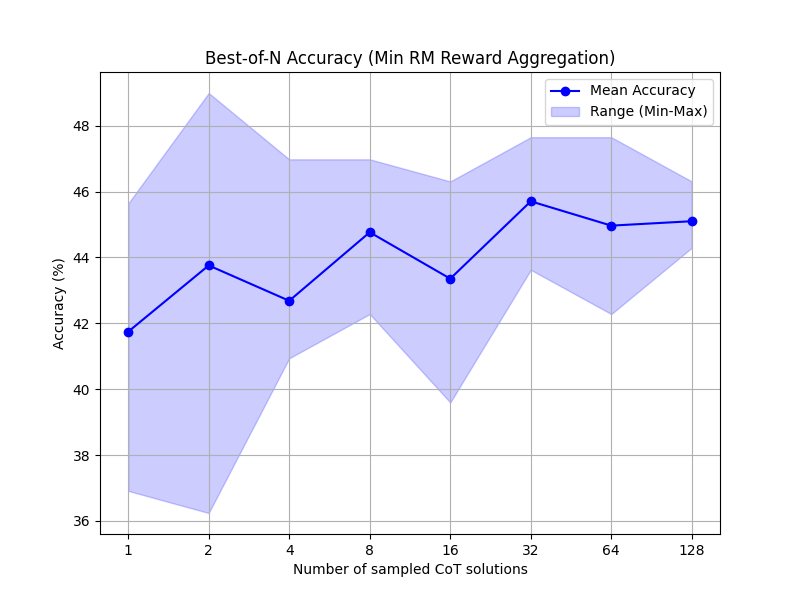 Best-of-N Accuracy (Min RM Reward Aggregation)
Mean Accuracy
Range (Min-Max)
Accuracy (%)
48
46
44
42
40
38
36
1 2 4 8 16 32 64 128
Number of sampled CoT solutions